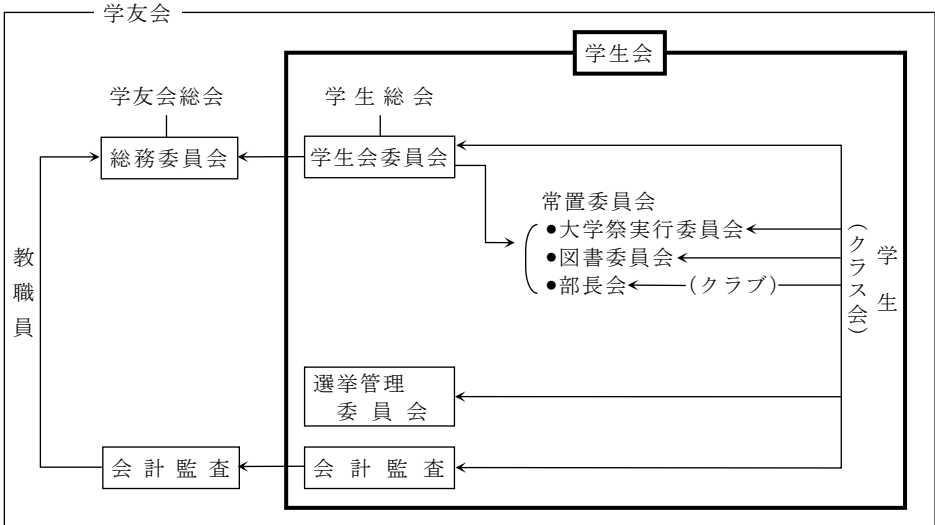 学友会
学生会
学友会総会
学生総会
総務委員会
学生会委員会
常置委員会
●大学祭実行委員会
●図書委員会
●部長会
(クラブ)
教職員
(クラス会)
学生
選挙管理
委員会
会計監査
会計監査